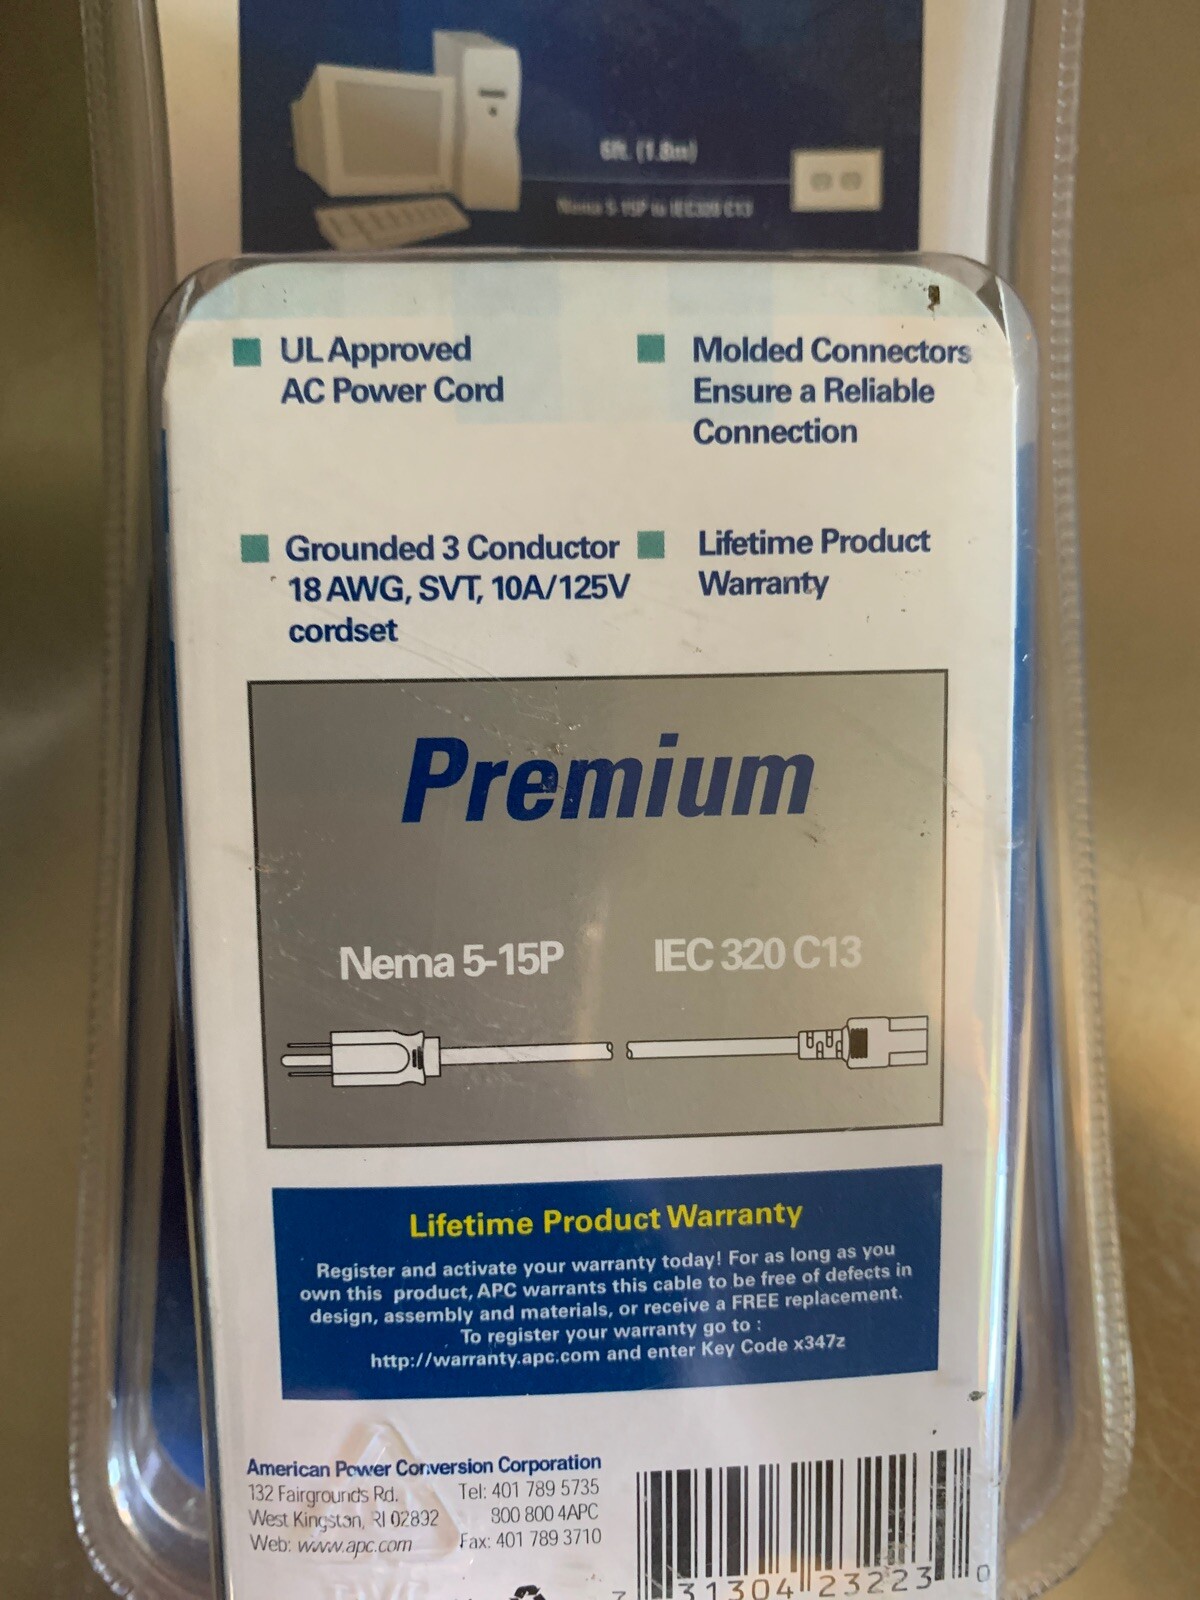 6ft. (1.8m)
Nema 5-15P to IEC320 C13
UL Approved
AC Power Cord
Molded Connectors
Ensure a Reliable
Connection
Grounded 3 Conductor
18 AWG, SVT, 10A/125V
cordset
Lifetime Product
Warranty
Premium
Nema 5-15P
IEC 320 C13
Lifetime Product Warranty
Register and activate your warranty today! For as long as you
own this product, APC warrants this cable to be free of defects in
design, assembly and materials, or receive a FREE replacement.
To register your warranty go to :
http://warranty.apc.com and enter Key Code x347z
American Power Conversion Corporation
132 Fairgrounds Rd.
West Kingston, RI 02892
Web: www.apc.com
Tel: 401 789 5735
800 800 4APC
Fax: 401 789 3710
7 31304 23223 0